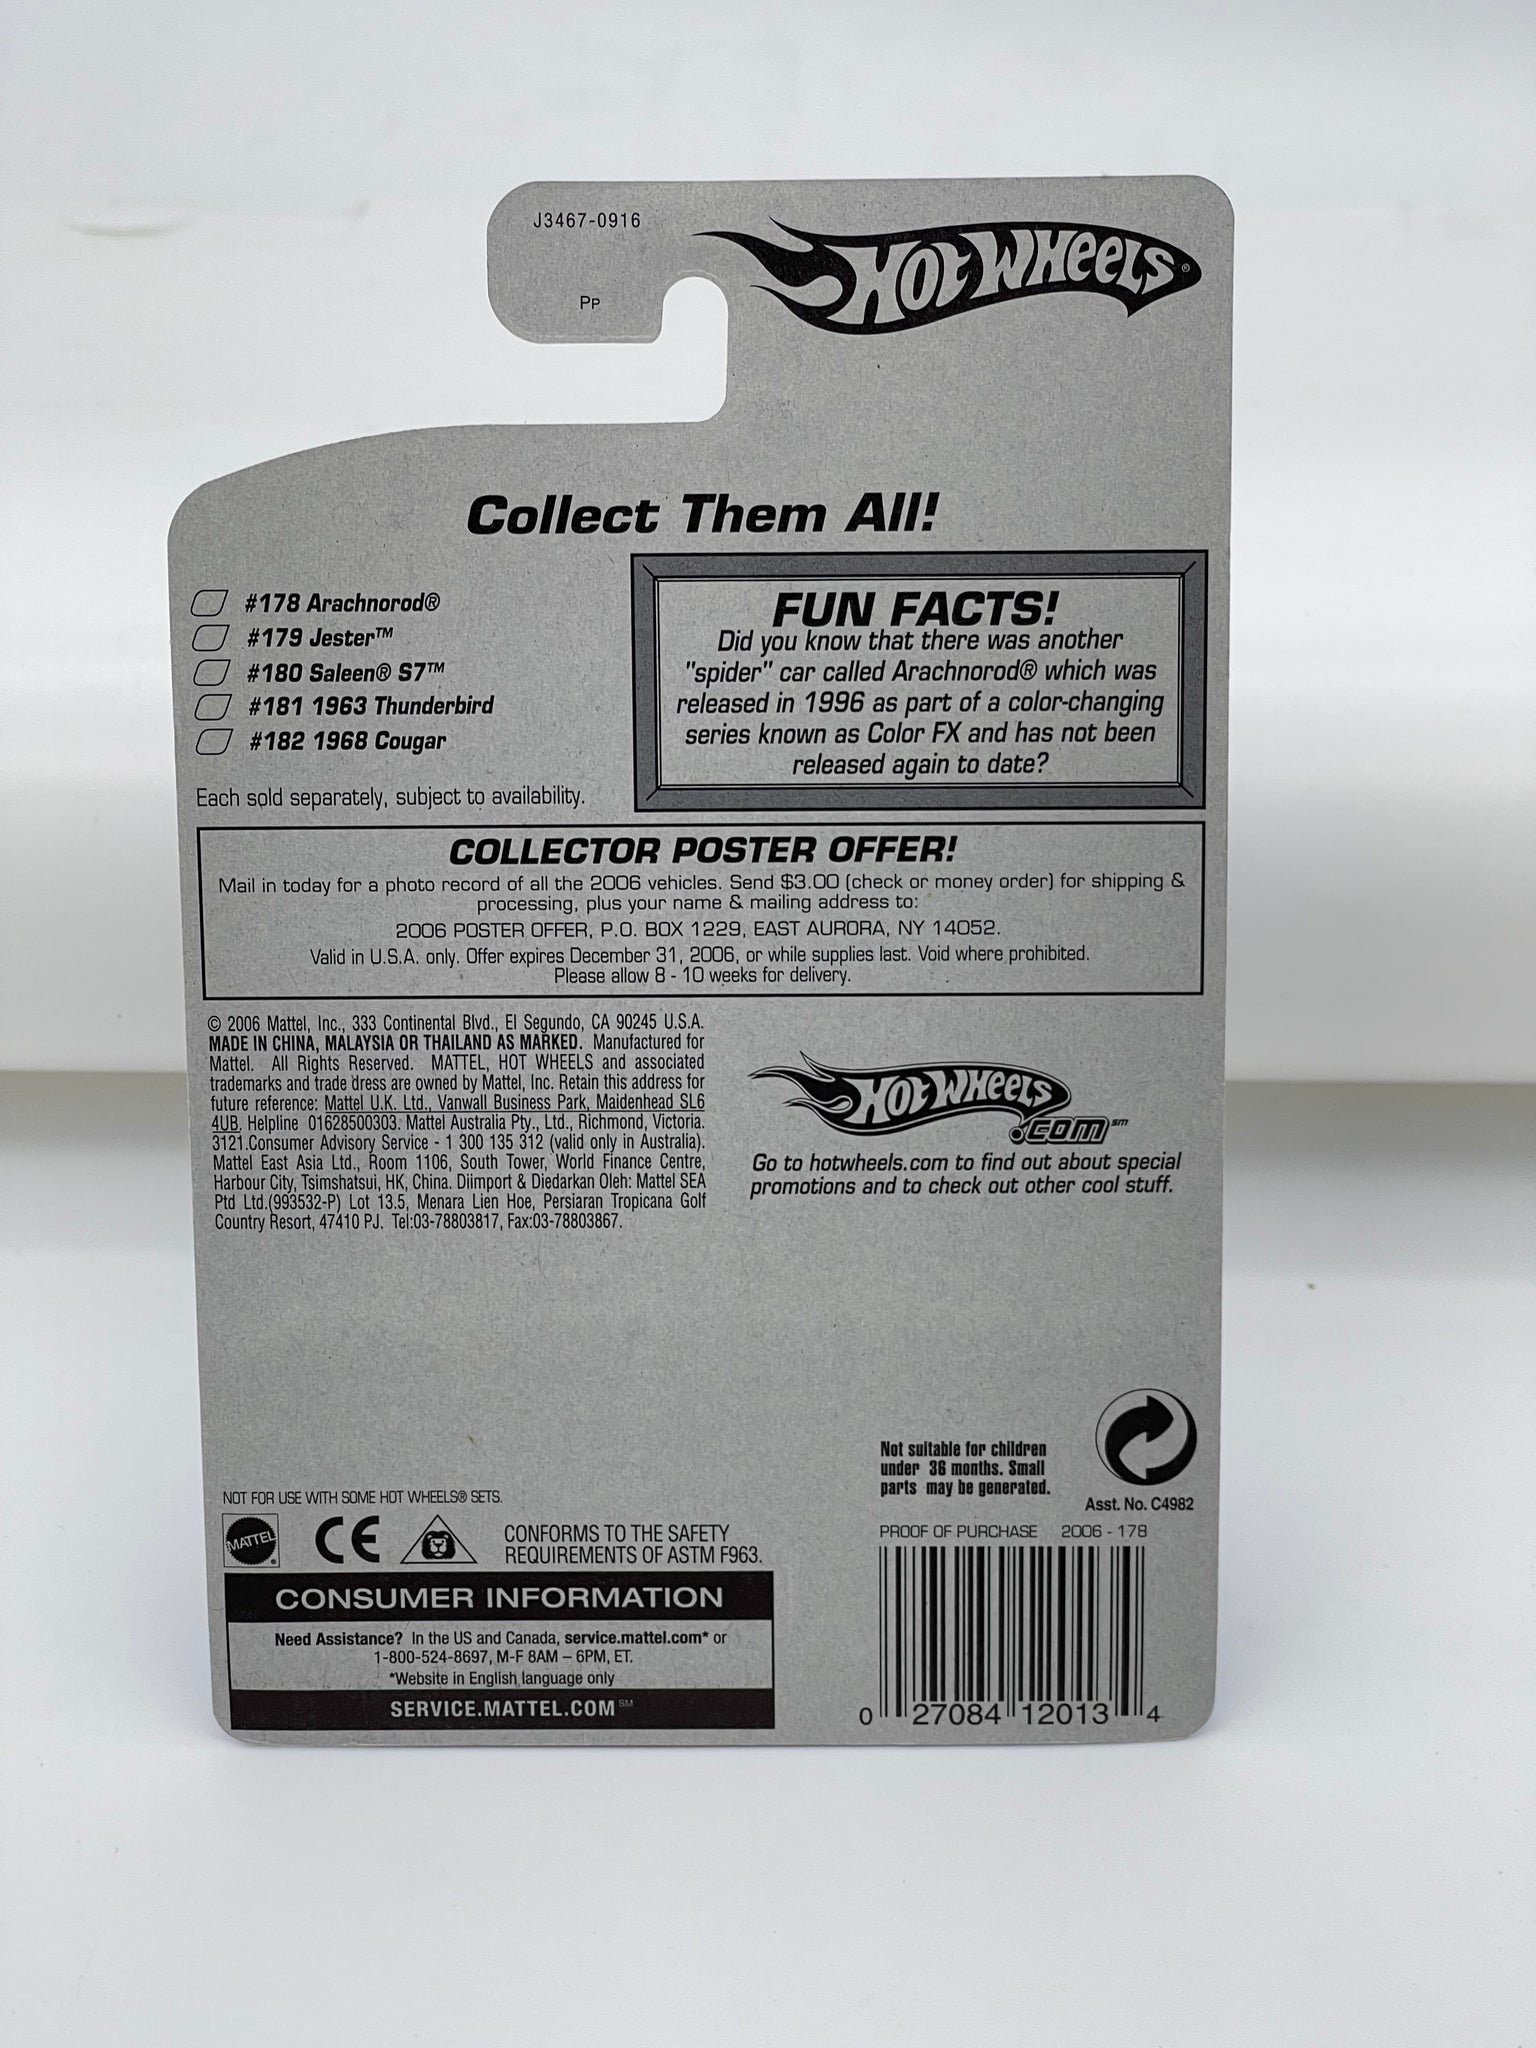 J3467-0916
Pp
HOT WHEELS®
Collect Them All!
#178 Arachnorod®
#179 Jester™
#180 Saleen® S7™
#181 1963 Thunderbird
#182 1968 Cougar
Each sold separately, subject to availability.
FUN FACTS!
Did you know that there was another
"spider" car called Arachnorod® which was
released in 1996 as part of a color-changing
series known as Color FX and has not been
released again to date?
COLLECTOR POSTER OFFER!
Mail in today for a photo record of all the 2006 vehicles. Send $3.00 (check or money order) for shipping &
processing, plus your name & mailing address to:
2006 POSTER OFFER, P.O. BOX 1229, EAST AURORA, NY 14052.
Valid in U.S.A. only. Offer expires December 31, 2006, or while supplies last. Void where prohibited.
Please allow 8 - 10 weeks for delivery.
© 2006 Mattel, Inc., 333 Continental Blvd., El Segundo, CA 90245 U.S.A.
MADE IN CHINA, MALAYSIA OR THAILAND AS MARKED. Manufactured for
Mattel. All Rights Reserved. MATTEL, HOT WHEELS and associated
trademarks and trade dress are owned by Mattel, Inc. Retain this address for
future reference: Mattel U.K. Ltd., Vanwall Business Park, Maidenhead SL6
4UB. Helpline 01628500303. Mattel Australia Pty., Ltd., Richmond, Victoria.
3121.Consumer Advisory Service - 1 300 135 312 (valid only in Australia).
Mattel East Asia Ltd., Room 1106, South Tower, World Finance Centre,
Harbour City, Tsimshatsui, HK, China. Diimport & Diedarkan Oleh: Mattel SEA
Ptd Ltd.(993532-P) Lot 13.5, Menara Lien Hoe, Persiaran Tropicana Golf
Country Resort, 47410 PJ. Tel:03-78803817, Fax:03-78803867.
HOT WHEELS
.COM℠
Go to hotwheels.com to find out about special
promotions and to check out other cool stuff.
Not suitable for children
under 36 months. Small
parts may be generated.
Asst. No. C4982
NOT FOR USE WITH SOME HOT WHEELS® SETS.
MATTEL®
CE
CONFORMS TO THE SAFETY
REQUIREMENTS OF ASTM F963.
CONSUMER INFORMATION
Need Assistance? In the US and Canada, service.mattel.com* or
1-800-524-8697, M-F 8AM – 6PM, ET.
*Website in English language only
SERVICE.MATTEL.COM℠
PROOF OF PURCHASE 2006 - 178
0 27084 12013 4